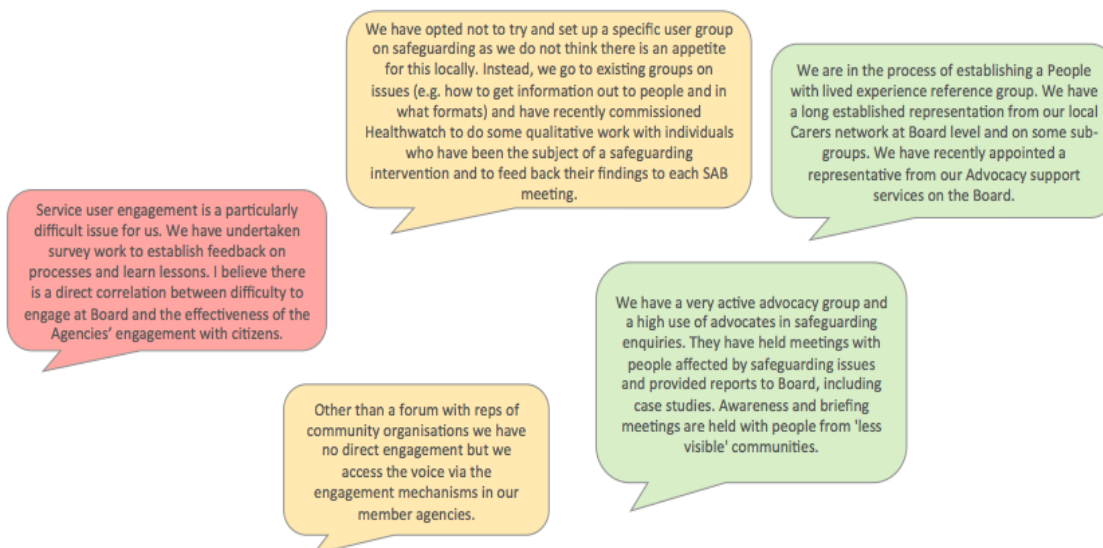 We have opted not to try and set up a specific user group
on safeguarding as we do not think there is an appetite
for this locally. Instead, we go to existing groups on
issues (e.g. how to get information out to people and in
what formats) and have recently commissioned
Healthwatch to do some qualitative work with individuals
who have been the subject of a safeguarding
intervention and to feed back their findings to each SAB
meeting.
We are in the process of establishing a People
with lived experience reference group. We have
a long established representation from our local
Carers network at Board level and on some sub-
groups. We have recently appointed a
representative from our Advocacy support
services on the Board.
Service user engagement is a particularly
difficult issue for us. We have undertaken
survey work to establish feedback on
processes and learn lessons. I believe there
is a direct correlation between difficulty to
engage at Board and the effectiveness of the
Agencies' engagement with citizens.
We have a very active advocacy group and
a high use of advocates in safeguarding
enquiries. They have held meetings with
people affected by safeguarding issues
and provided reports to Board, including
case studies. Awareness and briefing
meetings are held with people from 'less
visible' communities.
Other than a forum with reps of
community organisations we have
no direct engagement but we
access the voice via the
engagement mechanisms in our
member agencies.